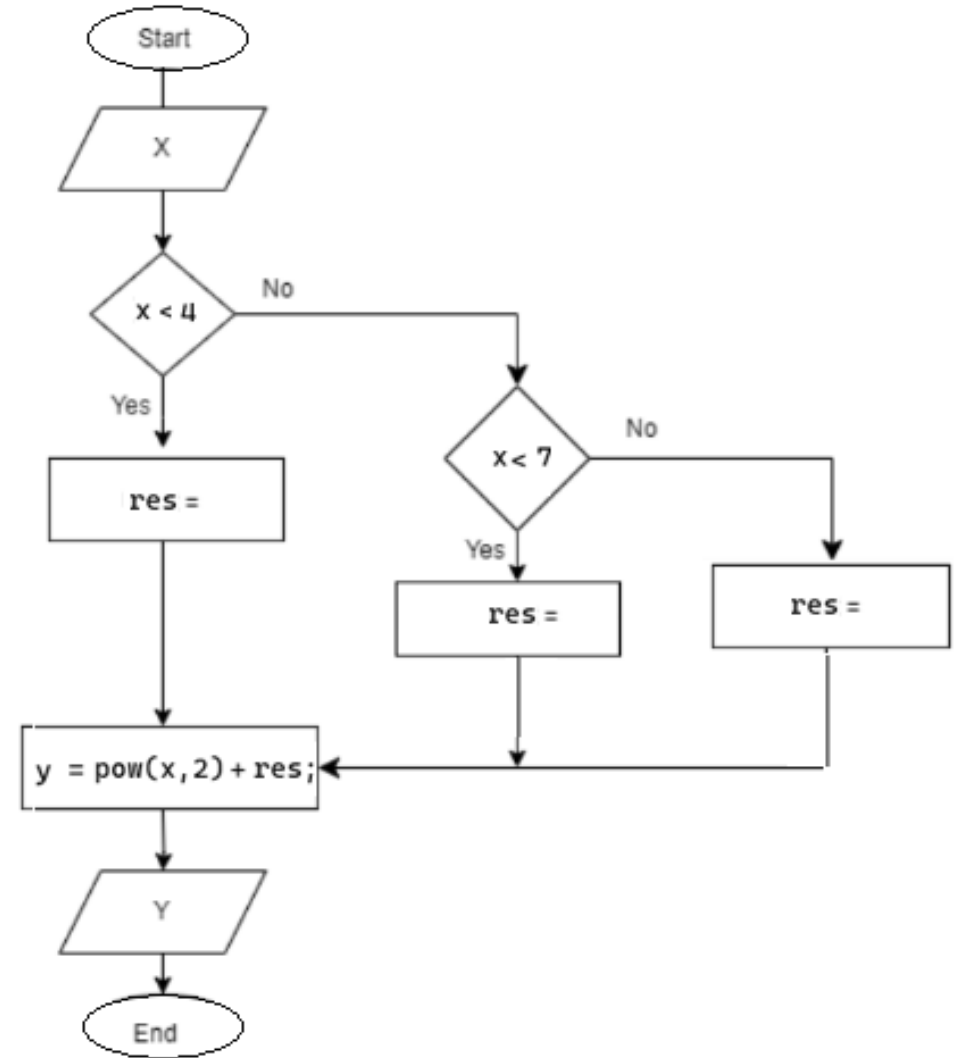 Start
X
x < 4
No
Yes
res =
x < 7
No
Yes
res =
res =
y = pow(x,2) + res;
Y
End